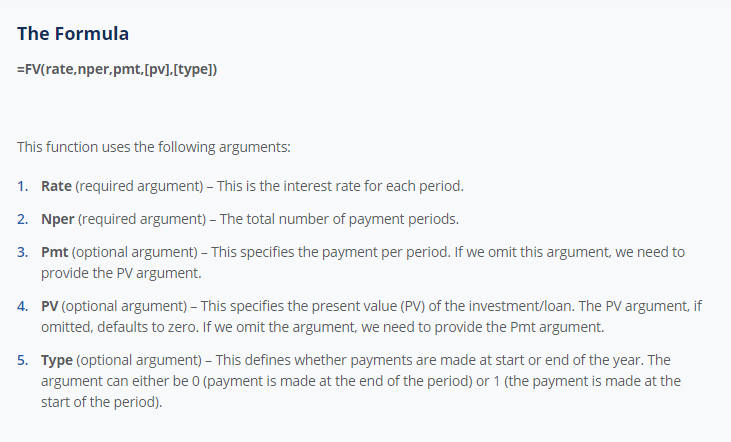 The Formula
=FV(rate,nper,pmt,[pv],[type])
This function uses the following arguments:
1. Rate (required argument) – This is the interest rate for each period.
2. Nper (required argument) – The total number of payment periods.
3. Pmt (optional argument) – This specifies the payment per period. If we omit this argument, we need to
provide the PV argument.
4. PV (optional argument) – This specifies the present value (PV) of the investment/loan. The PV argument, if
omitted, defaults to zero. If we omit the argument, we need to provide the Pmt argument.
5. Type (optional argument) – This defines whether payments are made at start or end of the year. The
argument can either be 0 (payment is made at the end of the period) or 1 (the payment is made at the
start of the period).